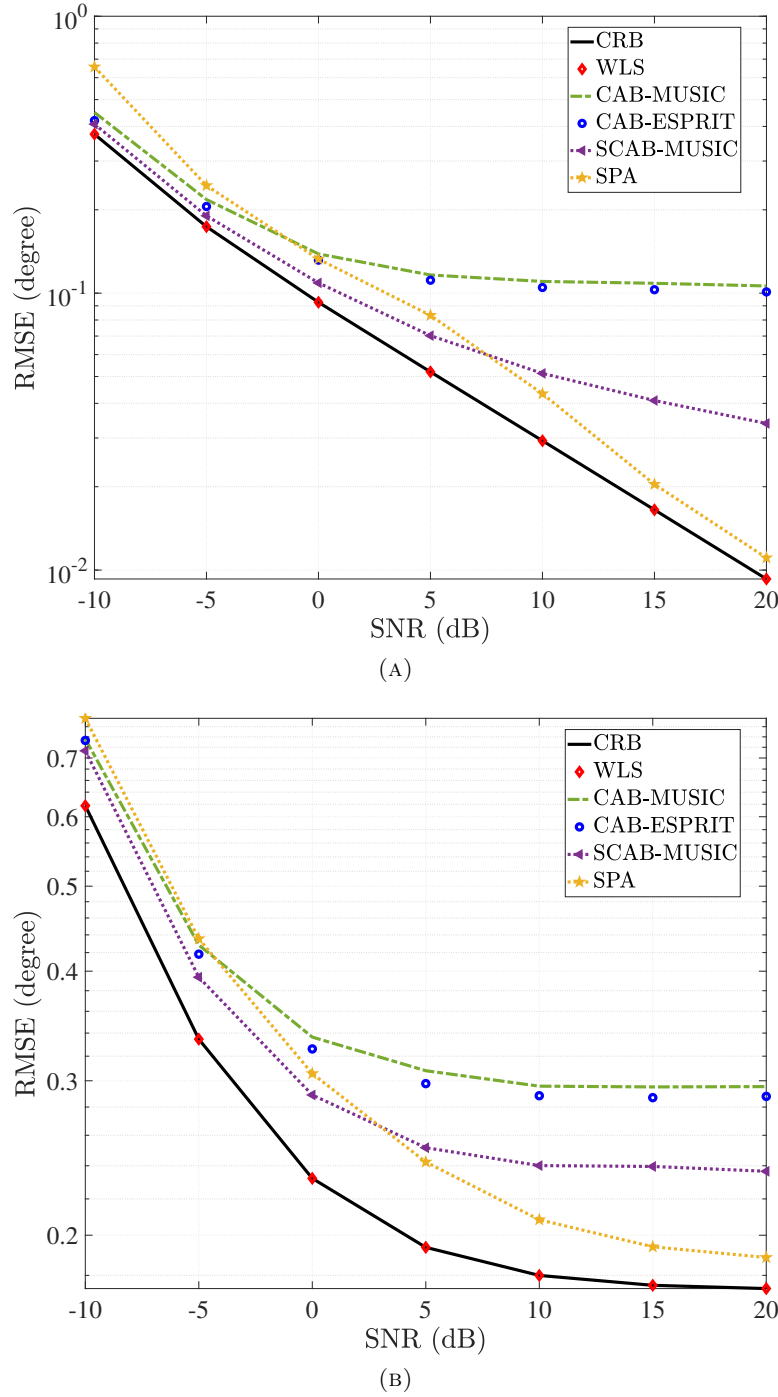 10^0
CRB
WLS
CAB-MUSIC
CAB-ESPRIT
SCAB-MUSIC
SPA
RMSE (degree)
10^-1
10^-2
-10 -5 0 5 10 15 20
SNR (dB)
(A)
CRB
WLS
CAB-MUSIC
CAB-ESPRIT
SCAB-MUSIC
SPA
RMSE (degree)
0.7
0.6
0.5
0.4
0.3
0.2
-10 -5 0 5 10 15 20
SNR (dB)
(B)